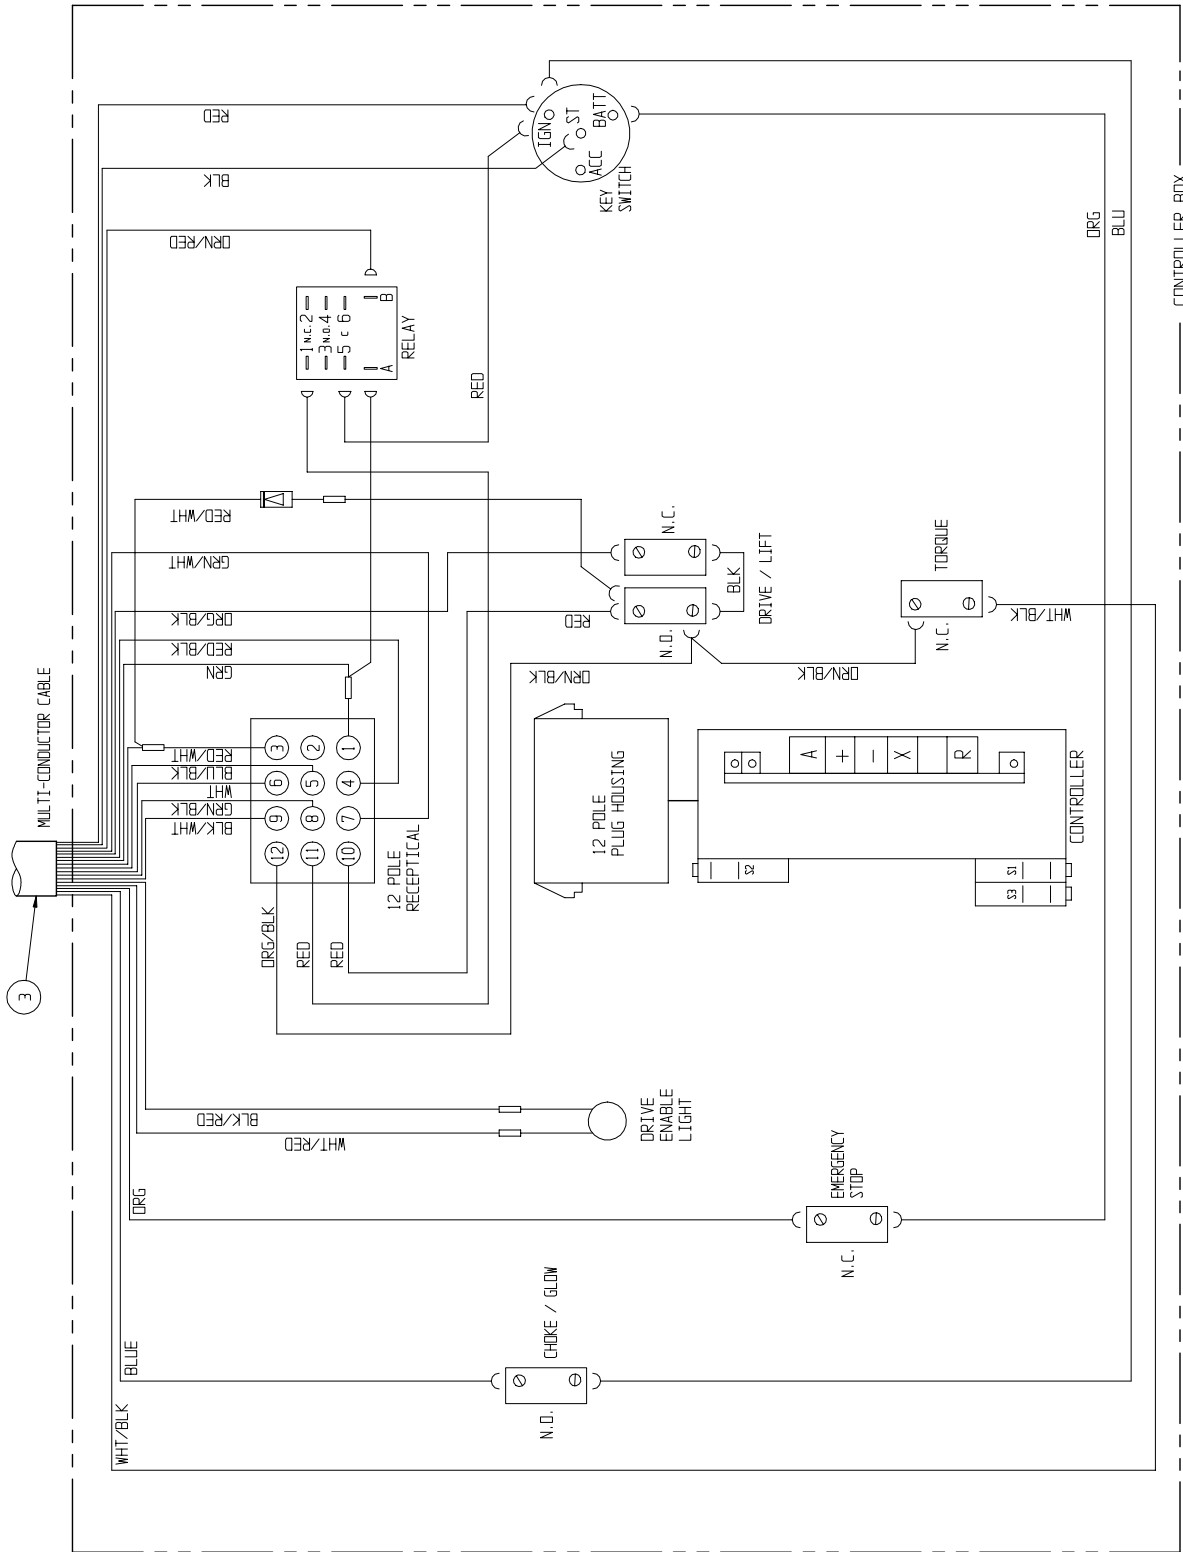 MULTI-CONDUCTOR CABLE
3
RED
BLK
ORN/RED
RED/WHT
GRN/WHT
ORG/BLK
RED/BLK
GRN
RED/WHT
BLU/BLK
WHT
GRN/BLK
BLK/WHT
IGN
ST
BATT
ACC
KEY
SWITCH
1 N.C. 2
3 N.O. 4
5 C 6
A
B
RELAY
RED
N.C.
N.O.
RED
BLK
DRIVE / LIFT
TORQUE
N.C.
WHT/BLK
ORN/BLK
ORN/BLK
3
2
1
6
5
4
9
8
7
12
11
10
12 POLE
RECEPTICAL
ORG/BLK
RED
RED
12 POLE
PLUG HOUSING
A
+
-
X
R
S2
S1
S3
CONTROLLER
BLK/RED
WHT/RED
DRIVE
ENABLE
LIGHT
ORG
EMERGENCY
STOP
N.C.
BLUE
CHOKE / GLOW
N.O.
WHT/BLK
ORG
BLU
CONTROLLER BOX